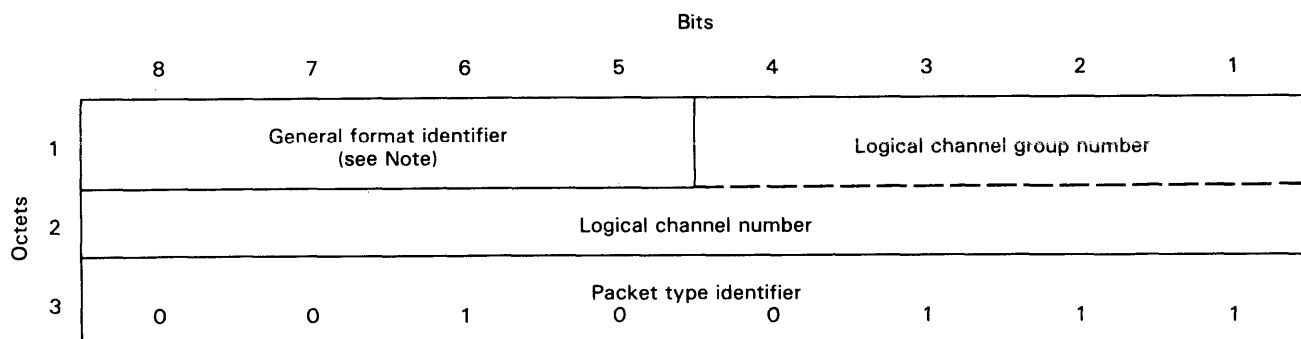 Bits
8 7 6 5 4 3 2 1
General format identifier
(see Note)
Logical channel group number
1
Octets
2
Logical channel number
3
Packet type identifier
0 0 1 0 0 1 1 1